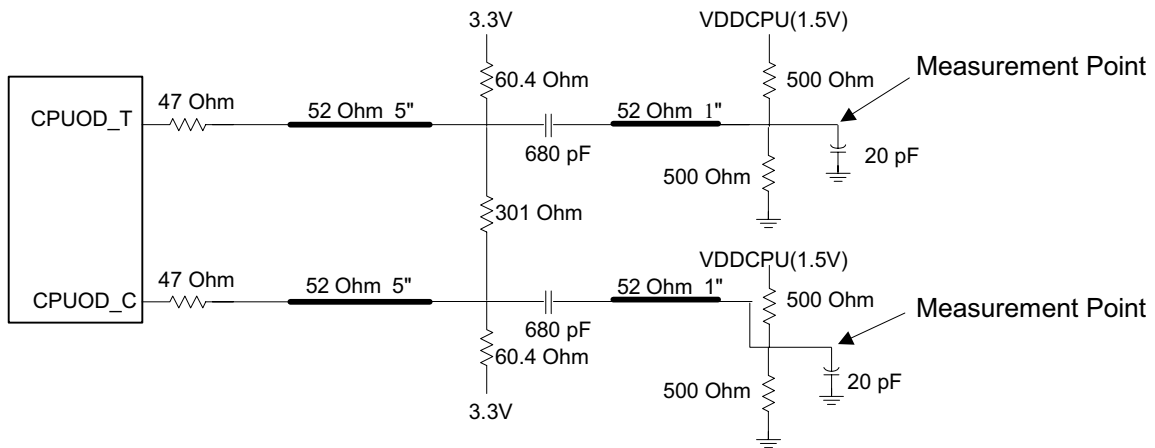 3.3V
VDDCPU(1.5V)
60.4 Ohm
500 Ohm
Measurement Point
47 Ohm
CPUOD_T
52 Ohm 5"
52 Ohm 1"
680 pF
20 pF
500 Ohm
301 Ohm
VDDCPU(1.5V)
47 Ohm
CPUOD_C
52 Ohm 5"
52 Ohm 1"
500 Ohm
Measurement Point
680 pF
60.4 Ohm
20 pF
500 Ohm
3.3V